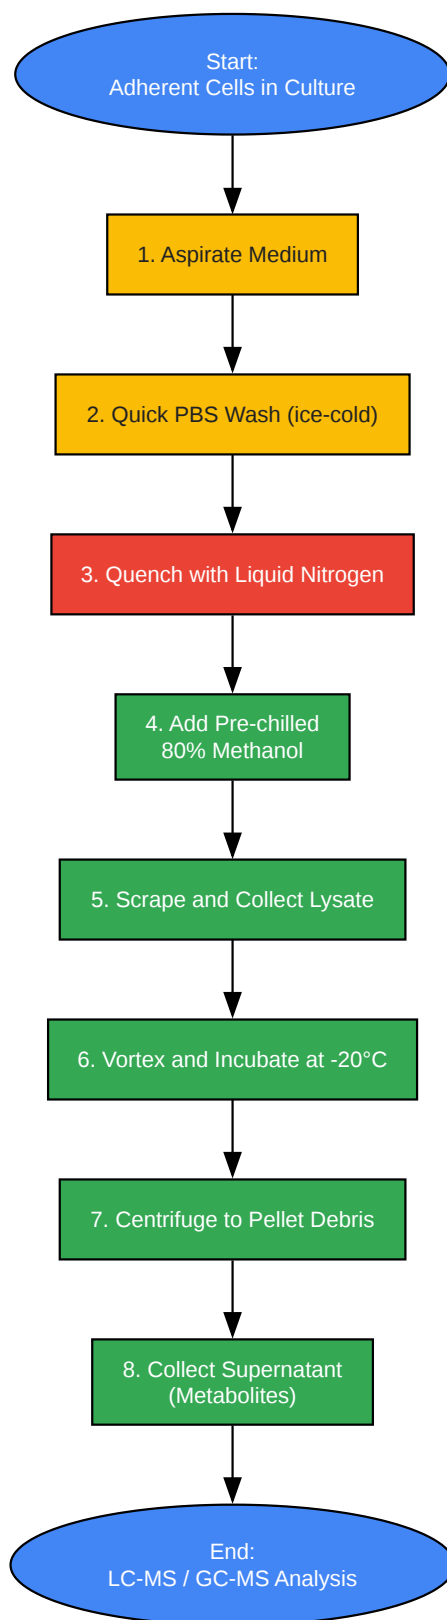 Start:
Adherent Cells in Culture
1. Aspirate Medium
2. Quick PBS Wash (ice-cold)
3. Quench with Liquid Nitrogen
4. Add Pre-chilled
80% Methanol
5. Scrape and Collect Lysate
6. Vortex and Incubate at -20°C
7. Centrifuge to Pellet Debris
8. Collect Supernatant
(Metabolites)
End:
LC-MS / GC-MS Analysis